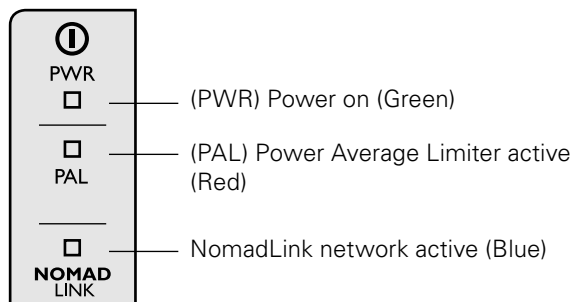 PWR
(PWR) Power on (Green)
(PAL) Power Average Limiter active
(Red)
PAL
NomadLink network active (Blue)
NOMAD
LINK